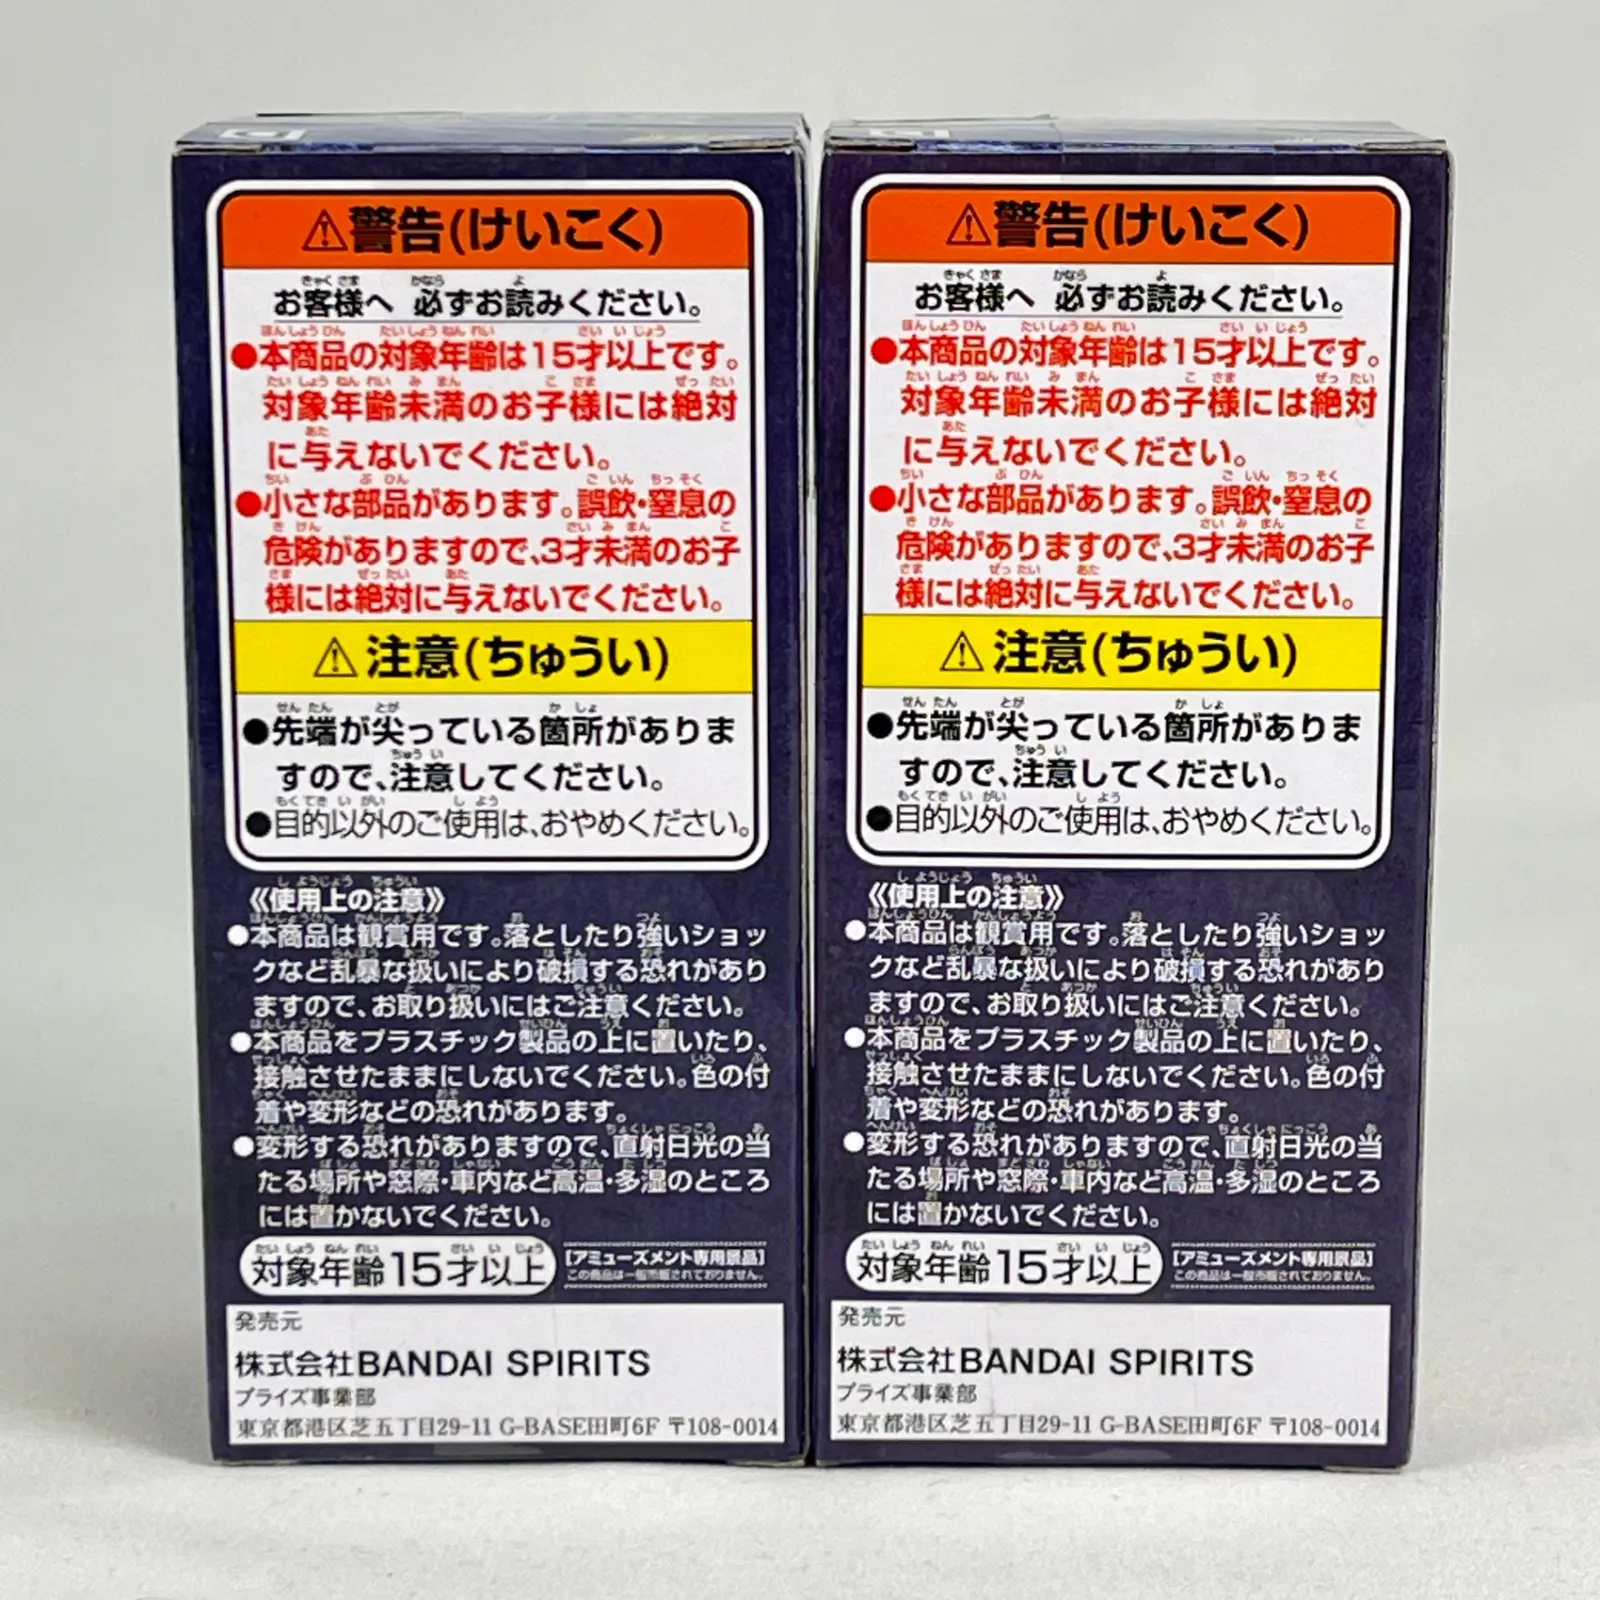 ⚠警告(けいこく)
お客様へ 必ずお読みください。
●本商品の対象年齢は15才以上です。
対象年齢未満のお子様には絶対
に与えないでください。
●小さな部品があります。誤飲・窒息の
危険がありますので、3才未満のお子
様には絶対に与えないでください。
⚠注意(ちゅうい)
●先端が尖っている箇所がありま
すので、注意してください。
●目的以外のご使用は、おやめください。
《使用上の注意》
●本商品は観賞用です。落としたり強いショッ
クなど乱暴な扱いにより破損する恐れがあり
ますので、お取り扱いにはご注意ください。
●本商品をプラスチック製品の上に置いたり、
接触させたままにしないでください。色の付
着や変形などの恐れがあります。
●変形する恐れがありますので、直射日光の当
たる場所や窓際・車内など高温・多湿のところ
には置かないでください。
対象年齢15才以上
[アミューズメント専用景品]
この商品は一般市販されておりません。
発売元
株式会社BANDAI SPIRITS
プライズ事業部
東京都港区芝五丁目29-11 G-BASE田町6F 〒108-0014
⚠警告(けいこく)
お客様へ 必ずお読みください。
●本商品の対象年齢は15才以上です。
対象年齢未満のお子様には絶対
に与えないでください。
●小さな部品があります。誤飲・窒息の
危険がありますので、3才未満のお子
様には絶対に与えないでください。
⚠注意(ちゅうい)
●先端が尖っている箇所がありま
すので、注意してください。
●目的以外のご使用は、おやめください。
《使用上の注意》
●本商品は観賞用です。落としたり強いショッ
クなど乱暴な扱いにより破損する恐れがあり
ますので、お取り扱いにはご注意ください。
●本商品をプラスチック製品の上に置いたり、
接触させたままにしないでください。色の付
着や変形などの恐れがあります。
●変形する恐れがありますので、直射日光の当
たる場所や窓際・車内など高温・多湿のところ
には置かないでください。
対象年齢15才以上
[アミューズメント専用景品]
この商品は一般市販されておりません。
発売元
株式会社BANDAI SPIRITS
プライズ事業部
東京都港区芝五丁目29-11 G-BASE田町6F 〒108-0014